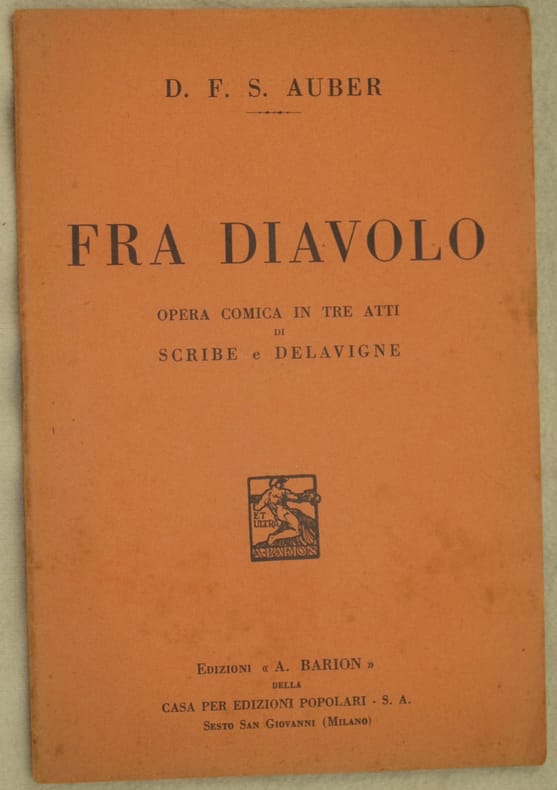 D. F. S. AUBER
FRA DIAVOLO
OPERA COMICA IN TRE ATTI
DI
SCRIBE e DELAVIGNE
ET
ULTRA
A. BARION
EDIZIONI « A. BARION »
DELLA
CASA PER EDIZIONI POPOLARI - S. A.
SESTO SAN GIOVANNI (MILANO)